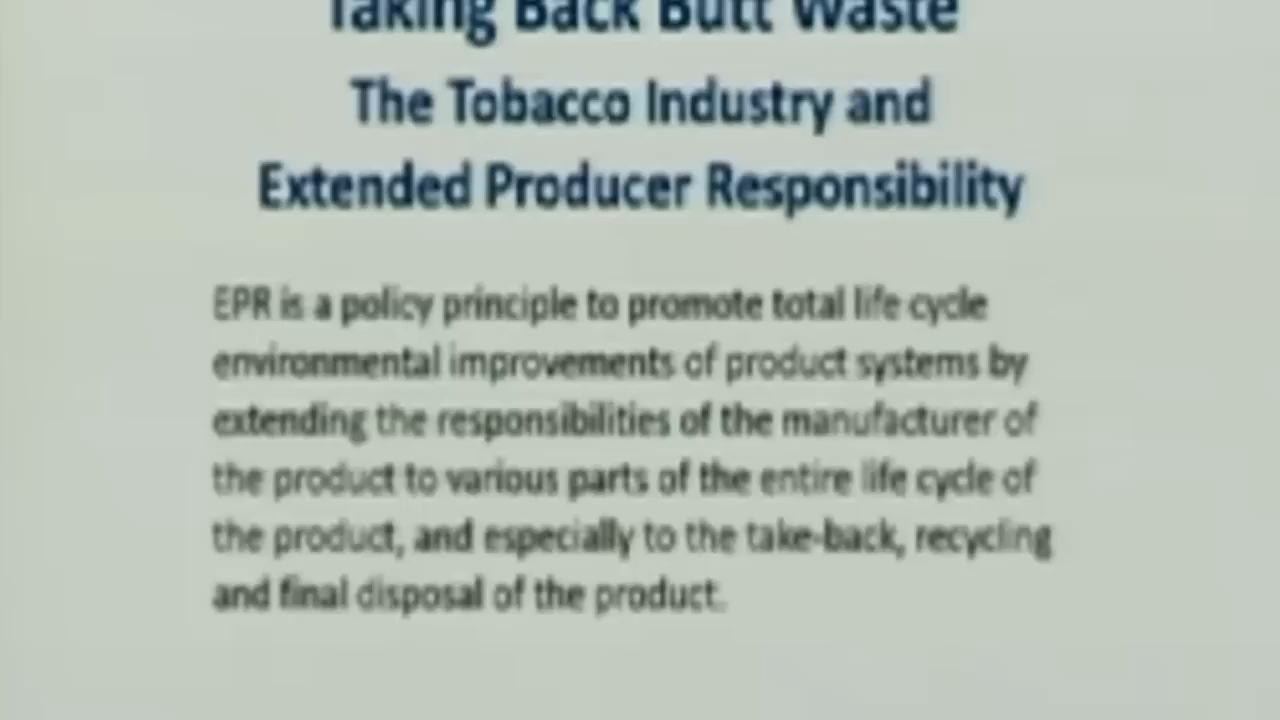 Taking Back Butt Waste
The Tobacco Industry and
Extended Producer Responsibility
EPR is a policy principle to promote total life cycle
environmental improvements of product systems by
extending the responsibilities of the manufacturer of
the product to various parts of the entire life cycle of
the product, and especially to the take-back, recycling
and final disposal of the product.